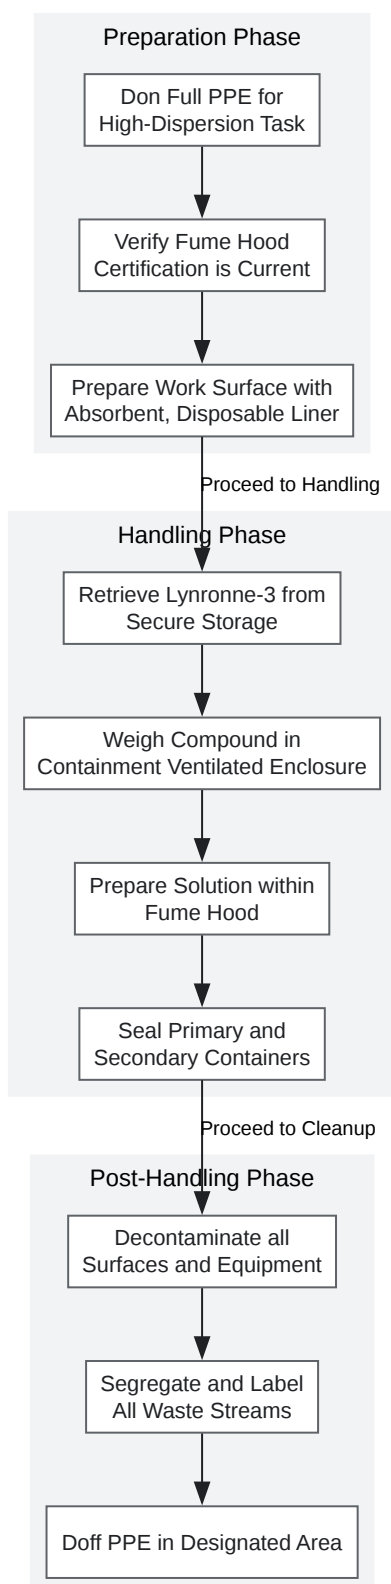 Preparation Phase
Don Full PPE for
High-Dispersion Task
Verify Fume Hood
Certification is Current
Prepare Work Surface with
Absorbent, Disposable Liner
Proceed to Handling
Handling Phase
Retrieve Lynronne-3 from
Secure Storage
Weigh Compound in
Containment Ventilated Enclosure
Prepare Solution within
Fume Hood
Seal Primary and
Secondary Containers
Proceed to Cleanup
Post-Handling Phase
Decontaminate all
Surfaces and Equipment
Segregate and Label
All Waste Streams
Doff PPE in Designated Area